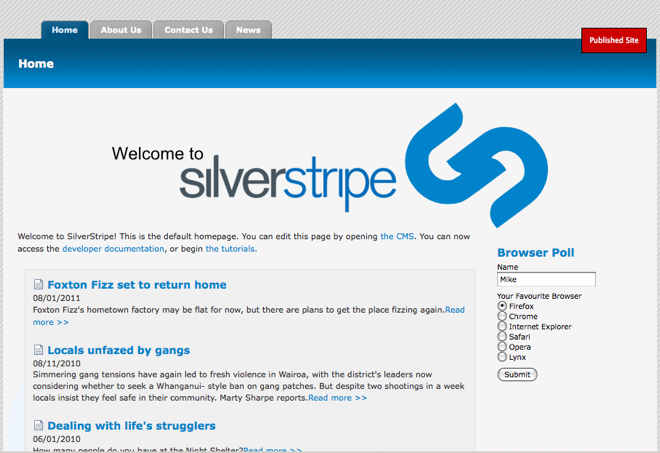 Home
About Us
Contact Us
News
Published Site
Home
Welcome to
silverstripe
Welcome to SilverStripe! This is the default homepage. You can edit this page by opening the CMS. You can now
access the developer documentation, or begin the tutorials.
Foxton Fizz set to return home
08/01/2011
Foxton Fizz's hometown factory may be flat for now, but there are plans to get the place fizzing again.Read
more >>
Locals unfazed by gangs
08/11/2010
Simmering gang tensions have again led to fresh violence in Wairoa, with the district's leaders now
considering whether to seek a Whanganui- style ban on gang patches. But despite two shootings in a week
locals insist they feel safe in their community. Marty Sharpe reports.Read more >>
Dealing with life's strugglers
06/01/2010
How many people do you have at the Night Shelter?Read more >>
Browser Poll
Name
Mike
Your Favourite Browser
Firefox
Chrome
Internet Explorer
Safari
Opera
Lynx
Submit